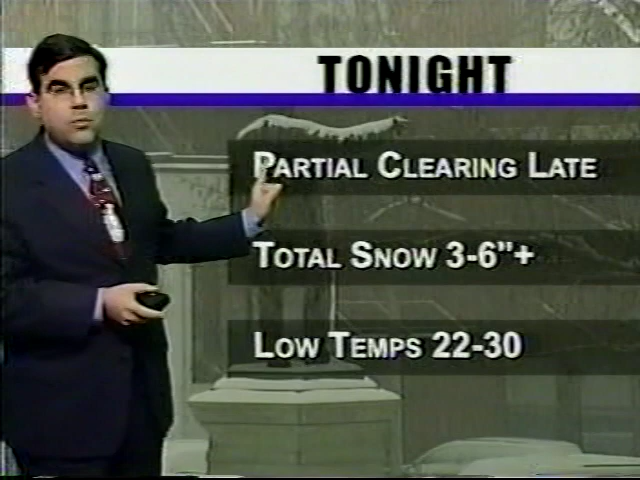 TONIGHT
PARTIAL CLEARING LATE
TOTAL SNOW 3-6"+
LOW TEMPS 22-30